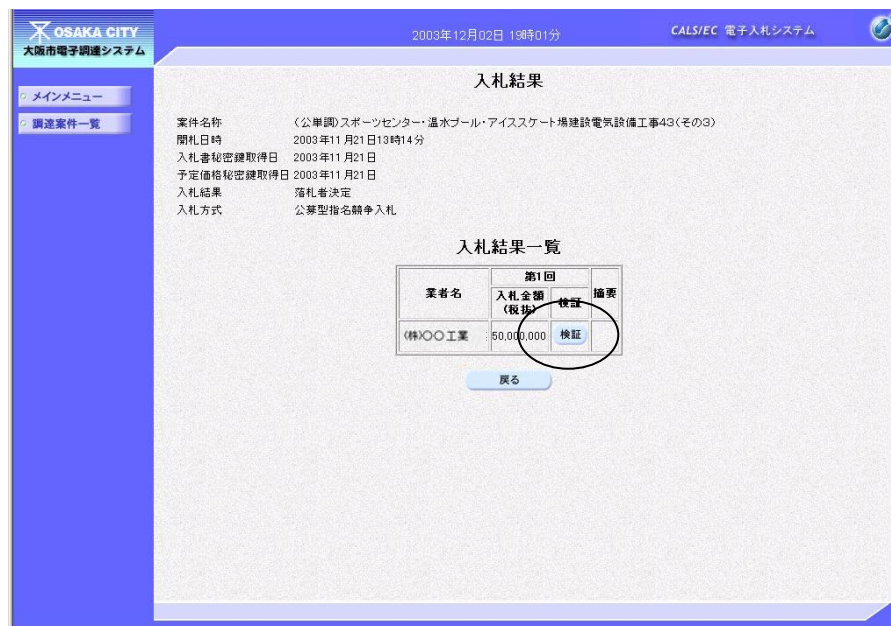 OSAKA CITY
大阪市電子調達システム
2003年12月02日 19時01分
CALS/EC 電子入札システム
メインメニュー
調達案件一覧
入札結果
案件名称 (公単調)スポーツセンター・温水プール・アイススケート場建設電気設備工事43(その3)
開札日時 2003年11月21日13時14分
入札書秘密鍵取得日 2003年11月21日
予定価格秘密鍵取得日 2003年11月21日
入札結果 落札者決定
入札方式 公募型指名競争入札
入札結果一覧
業者名 第1回 摘要
入札金額(税抜) 検証
(株)○○工業 50,000,000 検証
戻る